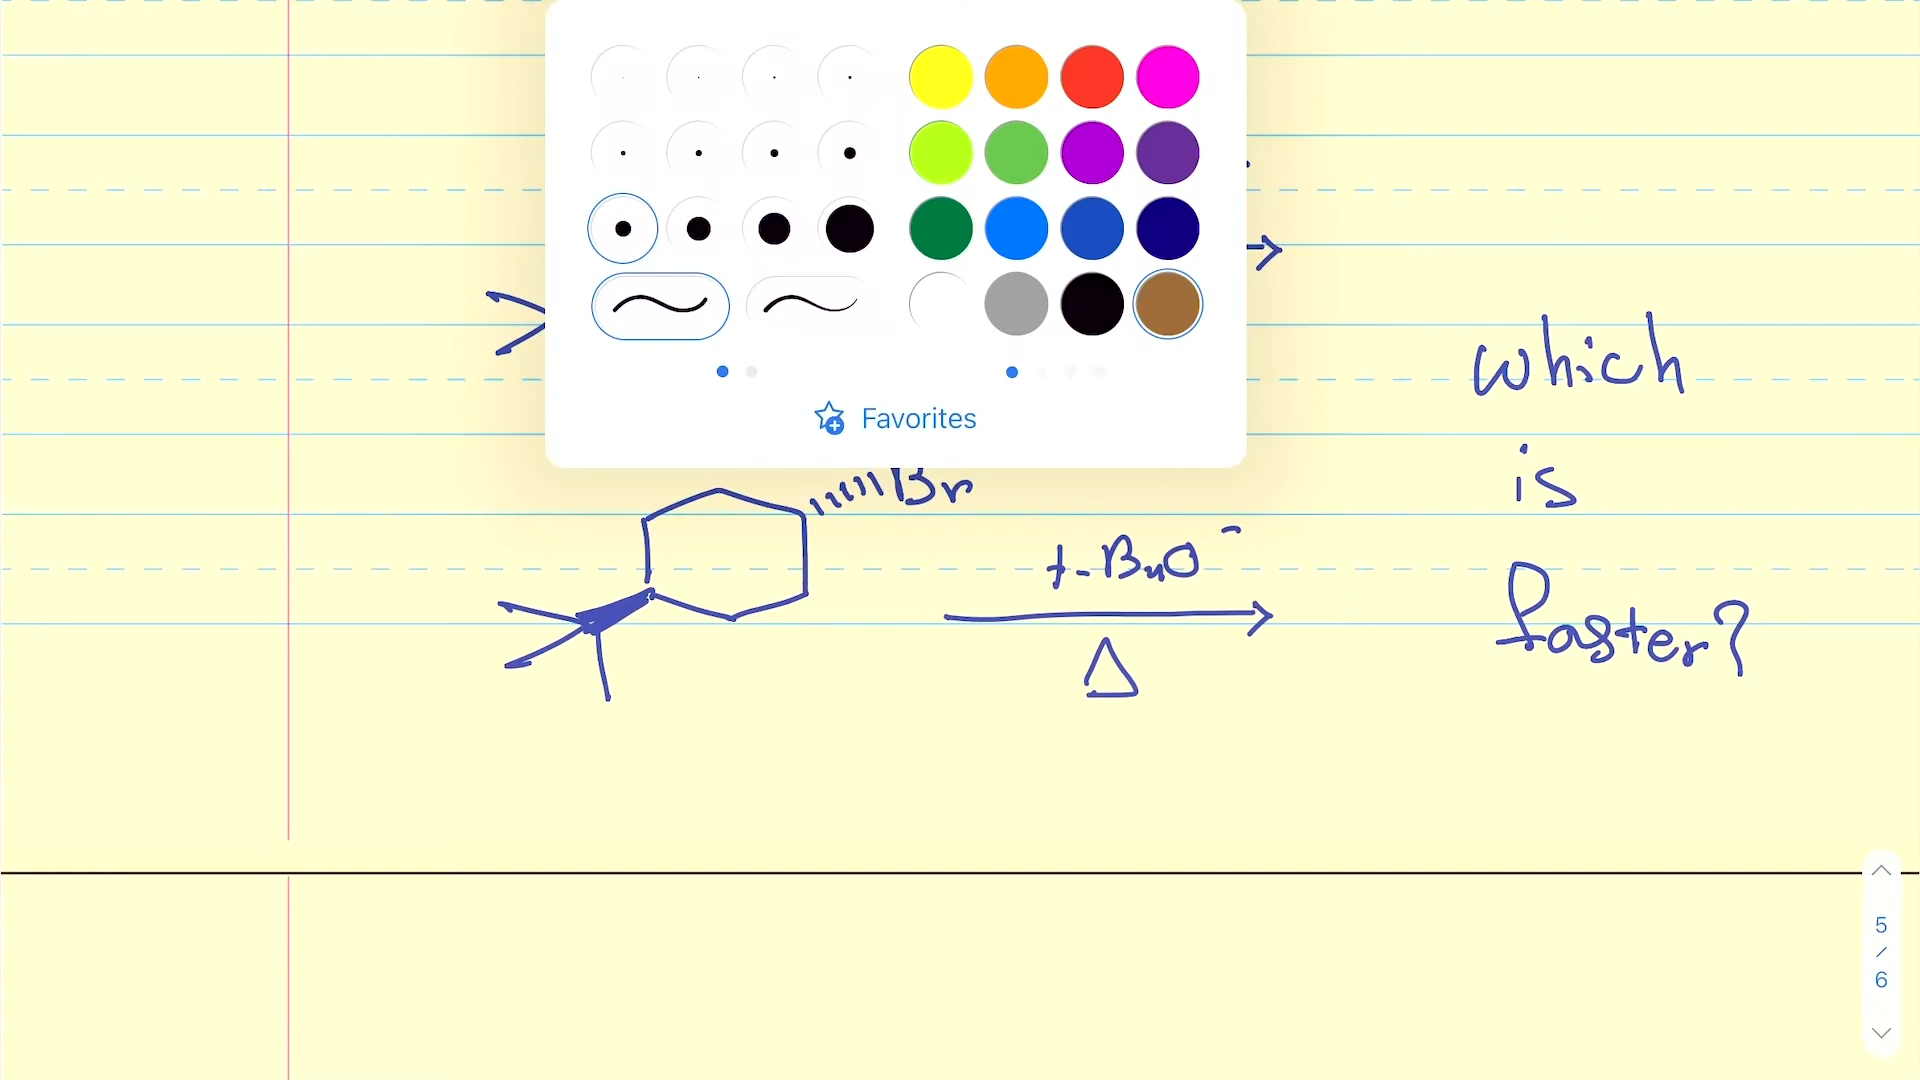 Favorites
which
Br
is
t-BuO⁻
faster?
Δ
5
/
6